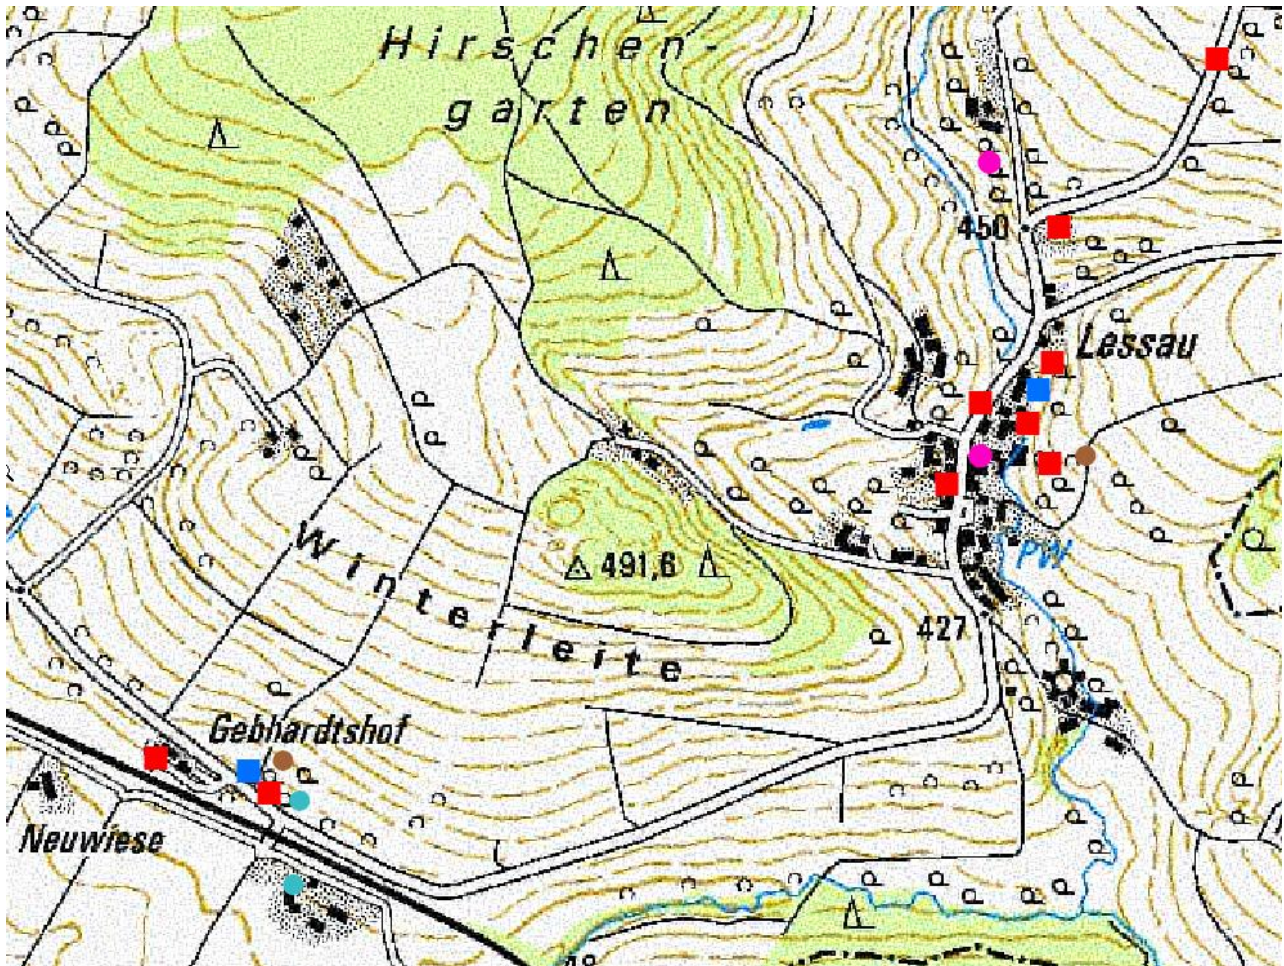 Hirschen-
garten
450
Lessau
Winterleite
491,6
PW
427
Gebhardtshof
Neuwiese